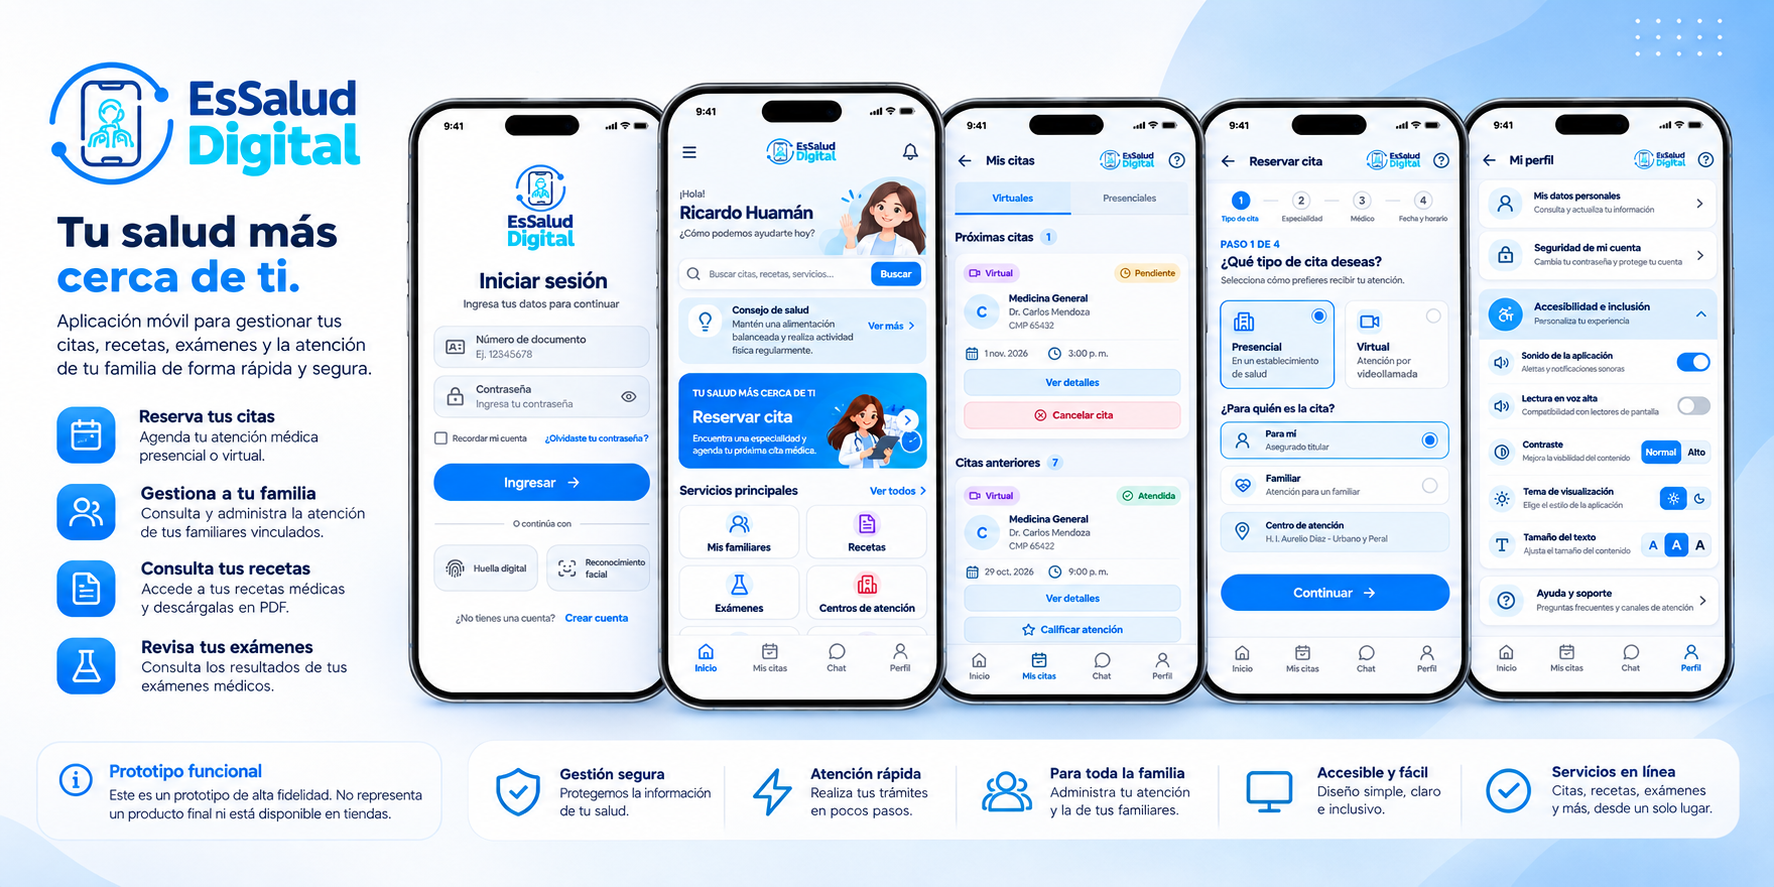 EsSalud
Digital
Tu salud más
cerca de ti.
Aplicación móvil para gestionar tus
citas, recetas, exámenes y la atención
de tu familia de forma rápida y segura.
Reserva tus citas
Agenda tu atención médica
presencial o virtual.
Gestiona a tu familia
Consulta y administra la atención
de tus familiares vinculados.
Consulta tus recetas
Accede a tus recetas médicas
y descárgalas en PDF.
Revisa tus exámenes
Consulta los resultados de tus
exámenes médicos.
9:41
EsSalud
Digital
Iniciar sesión
Ingresa tus datos para continuar
Número de documento
Ej. 12345678
Contraseña
Ingresa tu contraseña
Recordar mi cuenta ¿Olvidaste tu contraseña?
Ingresar
O continúa con
Huella digital
Reconocimiento
facial
¿No tienes una cuenta? Crear cuenta
9:41
EsSalud
Digital
¡Hola!
Ricardo Huamán
¿Cómo podemos ayudarte hoy?
Buscar citas, recetas, servicios... Buscar
Consejo de salud
Mantén una alimentación
balanceada y realiza actividad
física regularmente.
Ver más
TU SALUD MÁS CERCA DE TI
Reservar cita
Encuentra una especialidad y
agenda tu próxima cita médica.
Servicios principales Ver todos
Mis familiares
Recetas
Exámenes
Centros de atención
Inicio Mis citas Chat Perfil
9:41
Mis citas
EsSalud
Digital
?
Virtuales Presenciales
Próximas citas 1
Virtual Pendiente
C
Medicina General
Dr. Carlos Mendoza
CMP 65432
1 nov. 2026 3:00 p. m.
Ver detalles
Cancelar cita
Citas anteriores 7
Virtual Atendida
C
Medicina General
Dr. Carlos Mendoza
CMP 65422
29 oct. 2026 9:00 p. m.
Ver detalles
Calificar atención
Inicio Mis citas Chat Perfil
9:41
Reservar cita
EsSalud
Digital
?
1 2 3 4
Tipo de cita Especialidad Médico Fecha y horario
PASO 1 DE 4
¿Qué tipo de cita deseas?
Selecciona cómo prefieres recibir tu atención.
Presencial
En un establecimiento
de salud
Virtual
Atención por
videollamada
¿Para quién es la cita?
Para mí
Asegurado titular
Familiar
Atención para un familiar
Centro de atención
H. I. Aurelio Díaz - Urbano y Peral
Continuar
Inicio Mis citas Chat Perfil
9:41
Mi perfil
EsSalud
Digital
?
Mis datos personales
Consulta y actualiza tu información
Seguridad de mi cuenta
Cambia tu contraseña y protege tu cuenta
Accesibilidad e inclusión
Personaliza tu experiencia
Sonido de la aplicación
Alettas y notificaciones sonoras
Lectura en voz alta
Compatibilidad con lectores de pantalla
Contraste
Mejora la visibilidad del contenido
Normal Alto
Tema de visualización
Elige el estilo de la aplicación
Tamaño del texto
Ajusta el tamaño del contenido
A A A
Ayuda y soporte
Preguntas frecuentes y canales de atención
Inicio Mis citas Chat Perfil
Prototipo funcional
Este es un prototipo de alta fidelidad. No representa
un producto final ni está disponible en tiendas.
Gestión segura
Protegemos la información
de tu salud.
Atención rápida
Realiza tus trámites
en pocos pasos.
Para toda la familia
Administra tu atención
y la de tus familiares.
Accesible y fácil
Diseño simple, claro
e inclusivo.
Servicios en línea
Citas, recetas, exámenes
y más, desde un solo lugar.